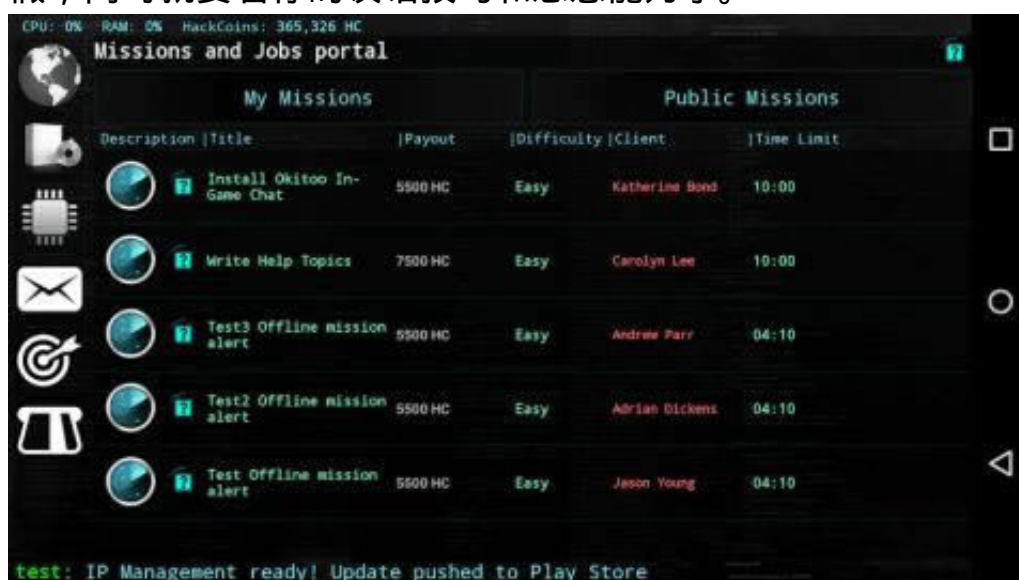 CPU: 0% RAM: 0% HackCoins: 365,326 HC
Missions and Jobs portal
My Missions Public Missions
Description |Title |Payout |Difficulty |Client |Time Limit
Install Okitoo In-Game Chat 5500 HC Easy Katherine Bond 10:00
Write Help Topics 7500 HC Easy Carolyn Lee 10:00
Test3 Offline mission alert 5500 HC Easy Andrew Parr 04:10
Test2 Offline mission alert 5500 HC Easy Adrian Dickens 04:10
Test Offline mission alert 5500 HC Easy Jason Young 04:10
test: IP Management ready! Update pushed to Play Store